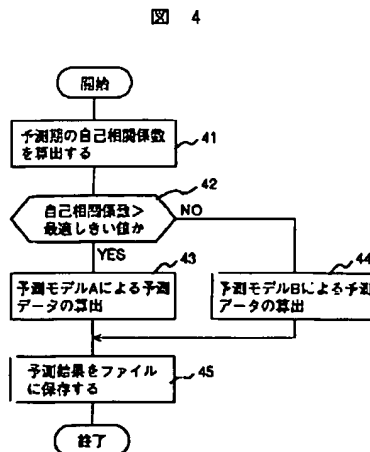 図 4
開始
予測期の自己相関係数
を算出する
41
42
自己相関係数>
最適しきい値か
NO
YES
43
44
予測モデルAによる予測
データの算出
予測モデルBによる予測
データの算出
予測結果をファイル
に保存する
45
終了